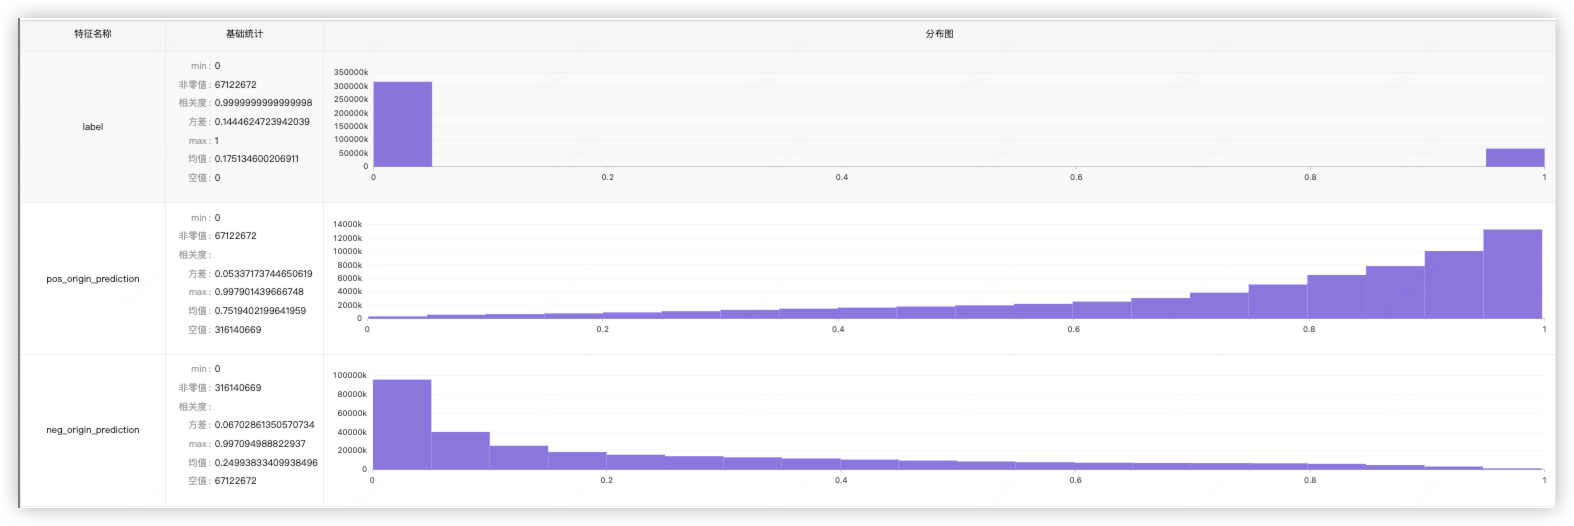 特征名称 基础统计 分布图
label
min : 0
非零值 : 67122672
相关度 : 0.9999999999999998
方差 : 0.1444624723942039
max : 1
均值 : 0.175134600206911
空值 : 0
350000k
300000k
250000k
200000k
150000k
100000k
50000k
0
0 0.2 0.4 0.6 0.8 1
pos_origin_prediction
min : 0
非零值 : 67122672
相关度 :
方差 : 0.05337173744650619
max : 0.997901439666748
均值 : 0.7519402199641959
空值 : 316140669
14000k
12000k
10000k
8000k
6000k
4000k
2000k
0
0 0.2 0.4 0.6 0.8 1
neg_origin_prediction
min : 0
非零值 : 316140669
相关度 :
方差 : 0.06702861350570734
max : 0.997094988822937
均值 : 0.24993833409938496
空值 : 67122672
100000k
80000k
60000k
40000k
20000k
0
0 0.2 0.4 0.6 0.8 1